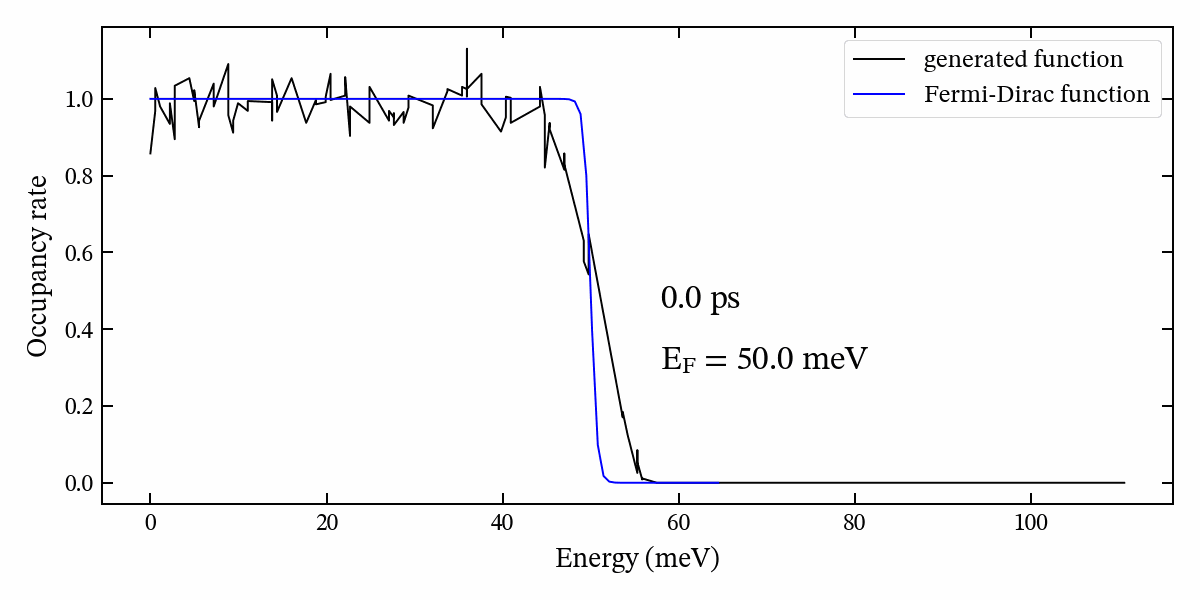 generated function
Fermi-Dirac function
1.0
0.8
0.6
0.4
0.2
0.0
Occupancy rate
0.0 ps
E_F = 50.0 meV
0 20 40 60 80 100
Energy (meV)